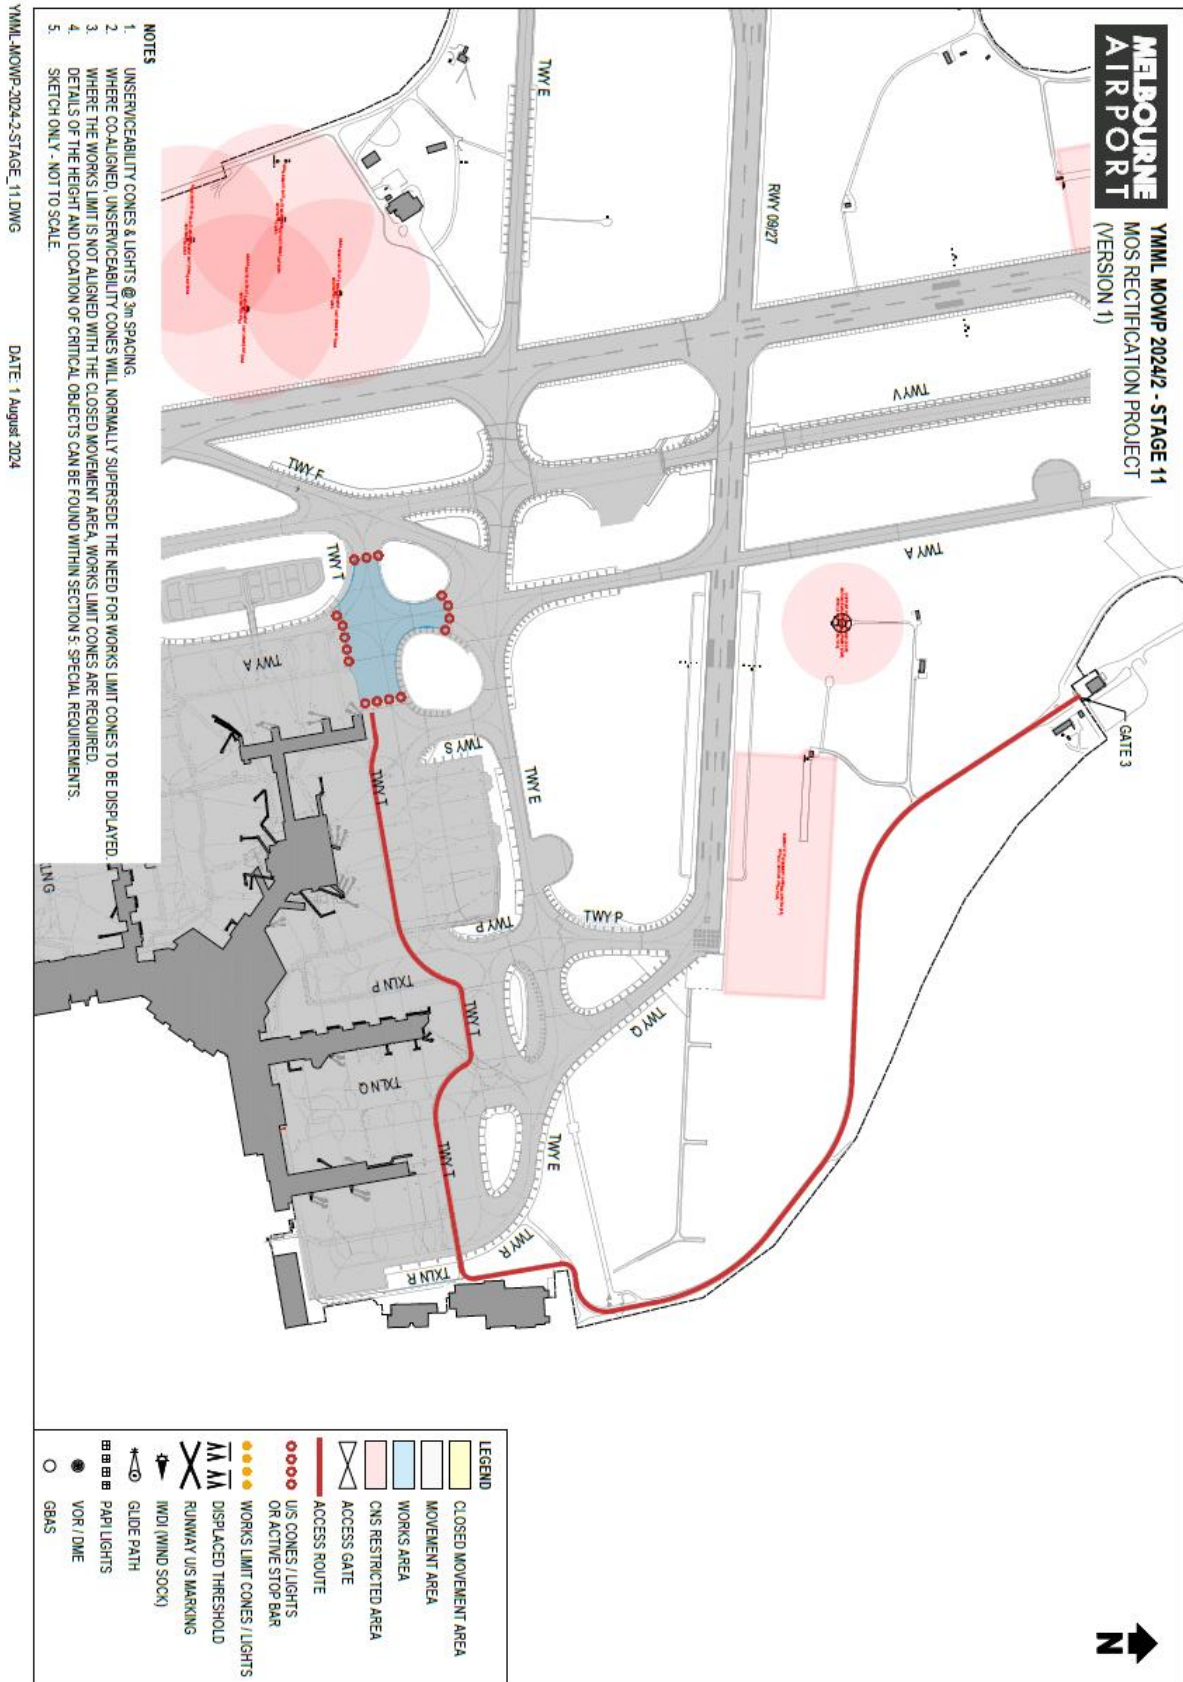 MELBOURNE
AIRPORT
YMML MOWP 2024/2 - STAGE 11
MOS RECTIFICATION PROJECT
(VERSION 1)
TWY E
RWY 09/27
TWY V
TWY F
TWY A
TWY T
TWY A
GATE 3
TWY S
TWY E
TWY T
TWY P
TWY P
TXLN P
TWY T
TWY Q
TXLN Q
TWY T
TWY E
TWY R
TXLN R
N
NOTES
1. UNSERVICEABILITY CONES & LIGHTS @ 3m SPACING.
2. WHERE CO-ALIGNED, UNSERVICEABILITY CONES WILL NORMALLY SUPERSEDE THE NEED FOR WORKS LIMIT CONES TO BE DISPLAYED.
3. WHERE THE WORKS LIMIT IS NOT ALIGNED WITH THE CLOSED MOVEMENT AREA, WORKS LIMIT CONES ARE REQUIRED.
4. DETAILS OF THE HEIGHT AND LOCATION OF CRITICAL OBJECTS CAN BE FOUND WITHIN SECTION 5: SPECIAL REQUIREMENTS.
5. SKETCH ONLY - NOT TO SCALE.
LEGEND
CLOSED MOVEMENT AREA
MOVEMENT AREA
WORKS AREA
CNS RESTRICTED AREA
ACCESS GATE
ACCESS ROUTE
U/S CONES / LIGHTS
OR ACTIVE STOP BAR
WORKS LIMIT CONES / LIGHTS
DISPLACED THRESHOLD
RUNWAY U/S MARKING
IWDI (WIND SOCK)
GLIDE PATH
PAPI LIGHTS
VOR / DME
GBAS
YMML-MOWP-2024-2-STAGE_11.DWG
DATE: 1 August 2024